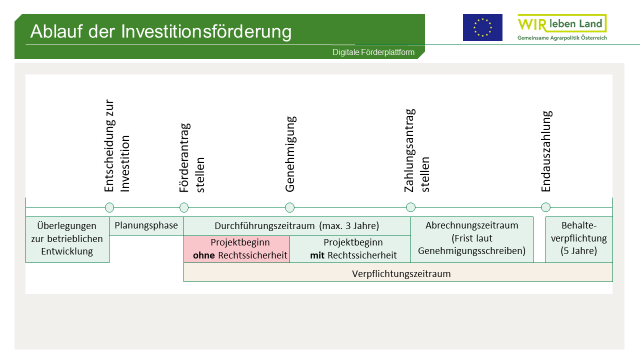 Ablauf der Investitionsförderung
Digitale Förderplattform
WIR leben Land
Gemeinsame Agrarpolitik Österreich
Entscheidung zur
Investition
Förderantrag
stellen
Genehmigung
Zahlungsantrag
stellen
Endauszahlung
Überlegungen
zur betrieblichen
Entwicklung
Planungsphase
Durchführungszeitraum (max. 3 Jahre)
Projektbeginn
ohne Rechtssicherheit
Projektbeginn
mit Rechtssicherheit
Abrechnungszeitraum
(Frist laut
Genehmigungsschreiben)
Behalte-
verpflichtung
(5 Jahre)
Verpflichtungszeitraum